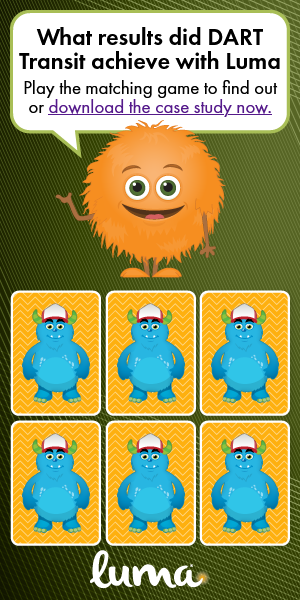 What results did DART
Transit achieve with Luma
Play the matching game to find out
or download the case study now.
luma